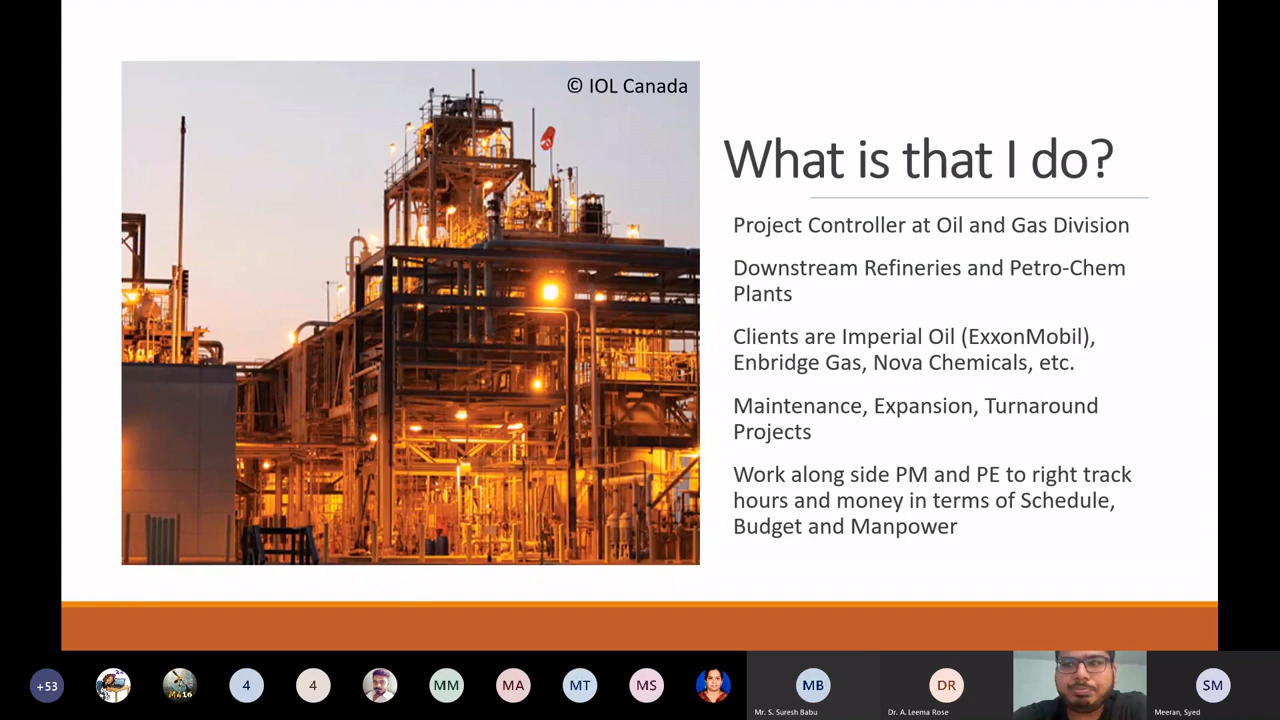 © IOL Canada
What is that I do?
Project Controller at Oil and Gas Division
Downstream Refineries and Petro-Chem
Plants
Clients are Imperial Oil (ExxonMobil),
Enbridge Gas, Nova Chemicals, etc.
Maintenance, Expansion, Turnaround
Projects
Work along side PM and PE to right track
hours and money in terms of Schedule,
Budget and Manpower
+53
M416
4
4
MM
MA
MT
MS
MB
DR
SM
Mr. S. Suresh Babu
Dr. A. Leema Rose
Meeran, Syed